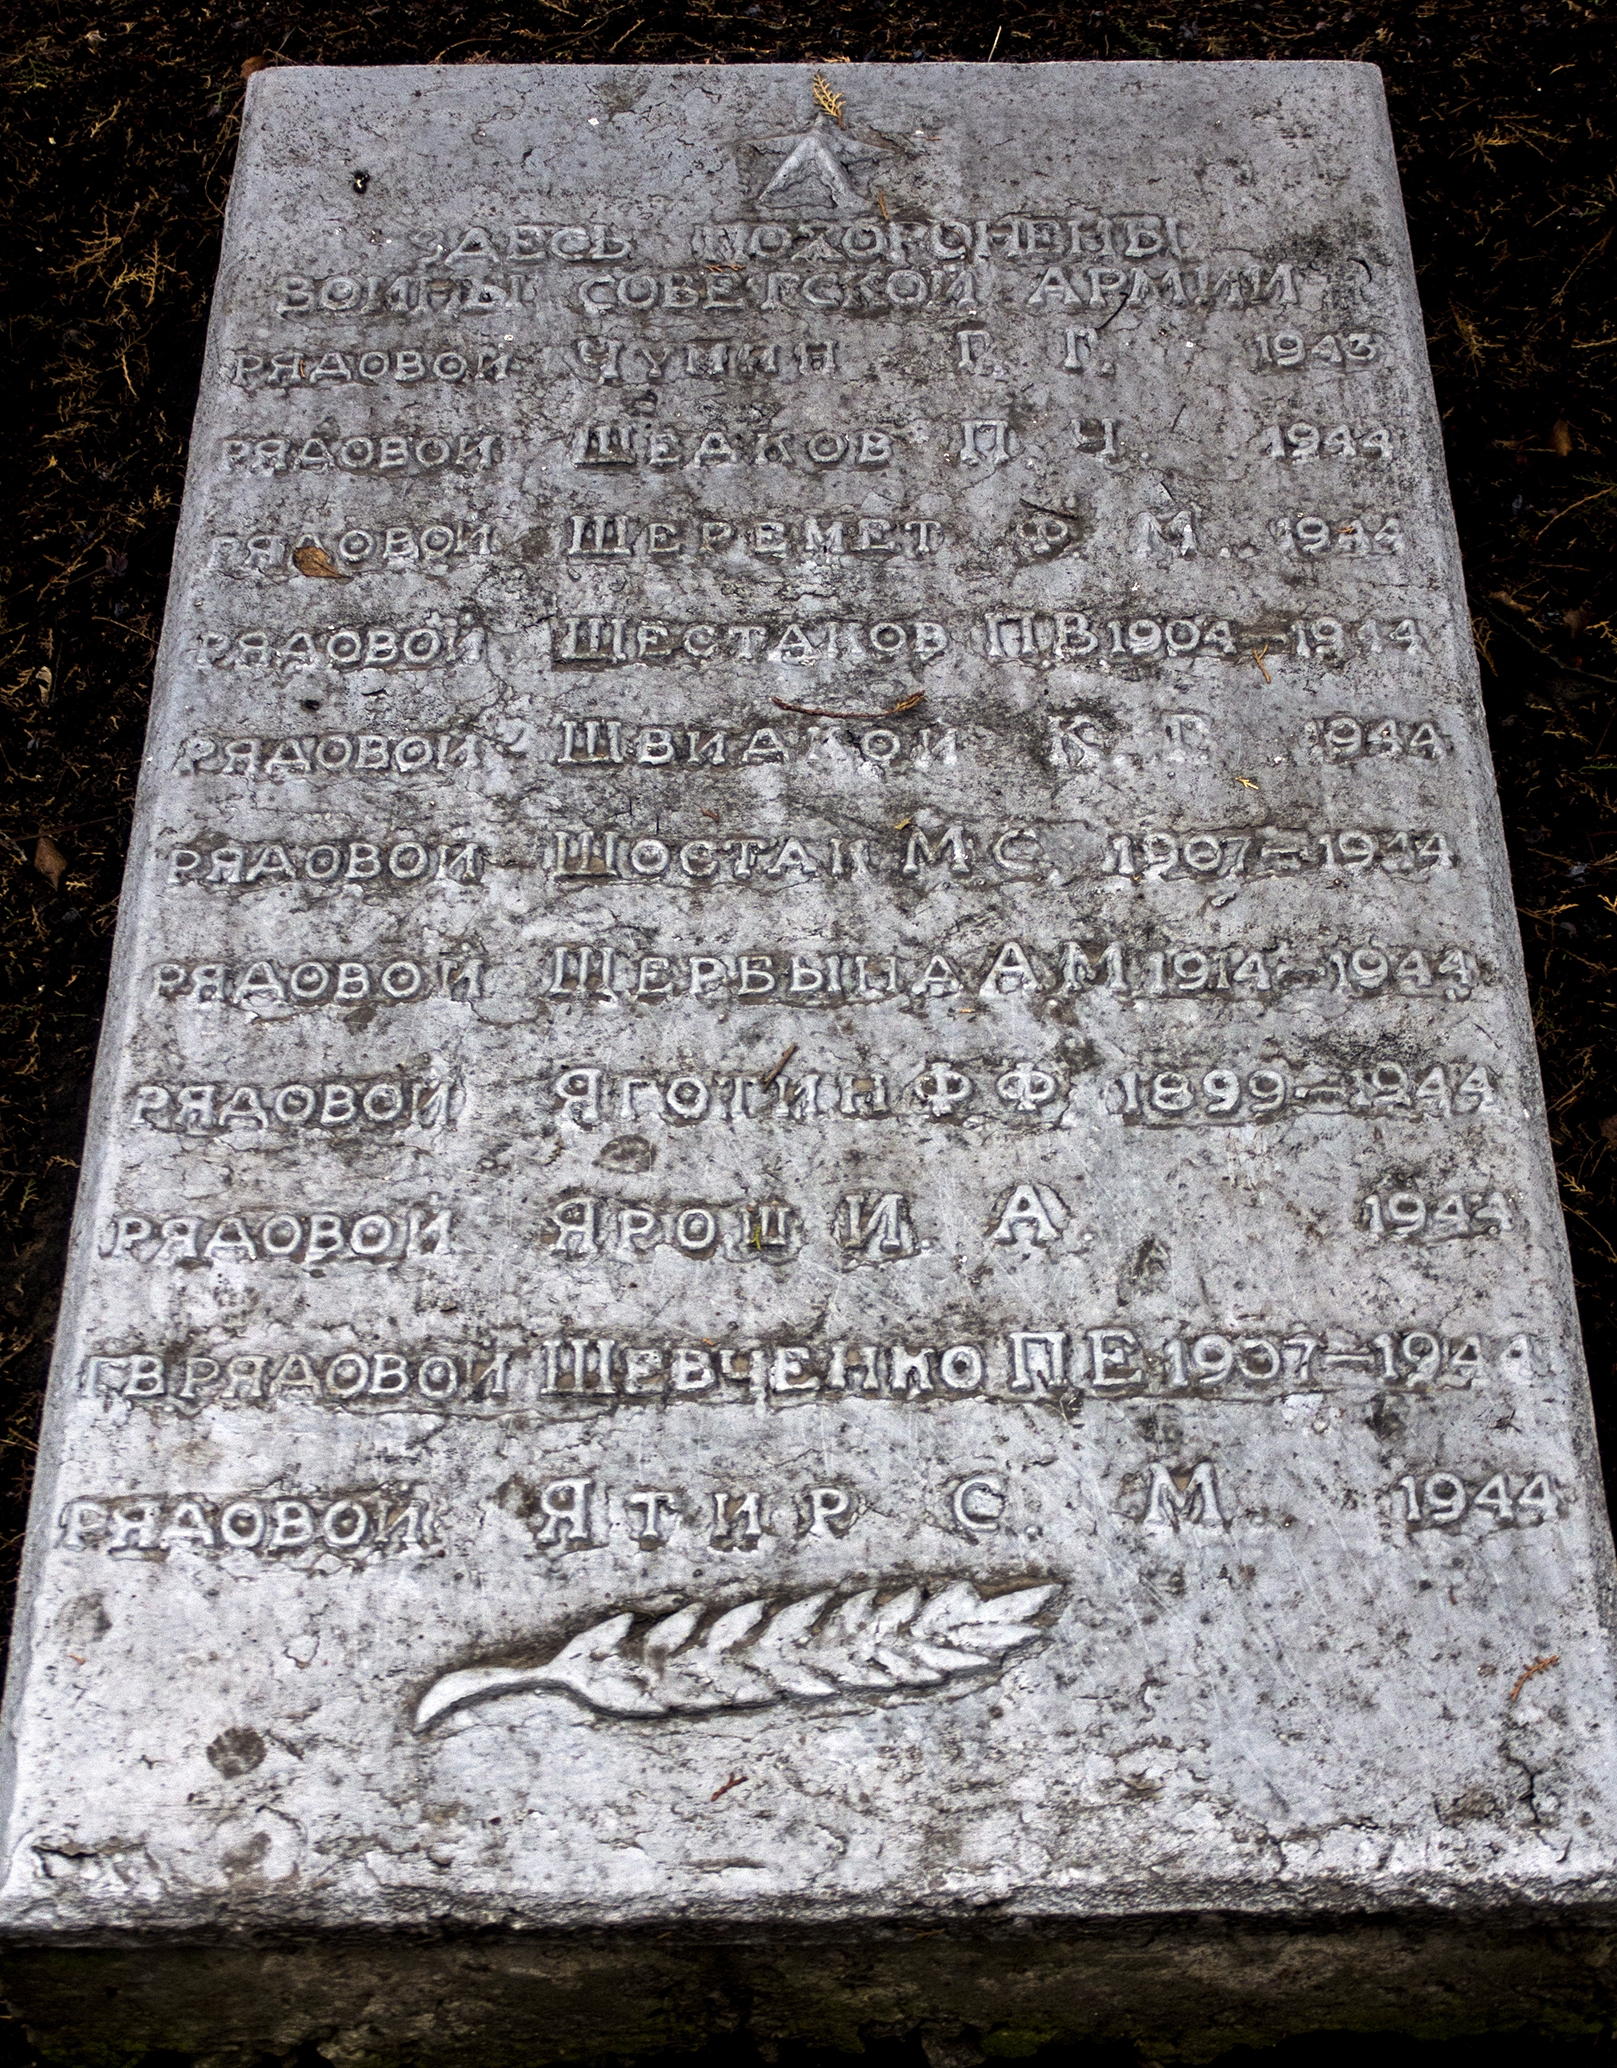 ЗДЕСЬ ПОХОРОНЕНЫ
ВОИНЫ СОВЕТСКОЙ АРМИИ
РЯДОВОЙ ЧУПИН Г. Г. 1943
РЯДОВОЙ ШЕДКОВ П. Ч. 1944
РЯДОВОЙ ШЕРЕМЕТ Ф. М. 1944
РЯДОВОЙ ШЕСТАКОВ П.В 1904-1944
РЯДОВОЙ ШВИДКОЙ К. Г. 1944
РЯДОВОЙ ШОСТАК М С. 1907-1944
РЯДОВОЙ ЩЕРБЫНА А М 1914-1944
РЯДОВОЙ ЯГОТИН Ф Ф. 1899-1944
РЯДОВОЙ ЯРОШ И. А 1944
ГВ РЯДОВОЙ ШЕВЧЕНКО П Е 1907-1944
РЯДОВОЙ ЯТИР С. М. 1944